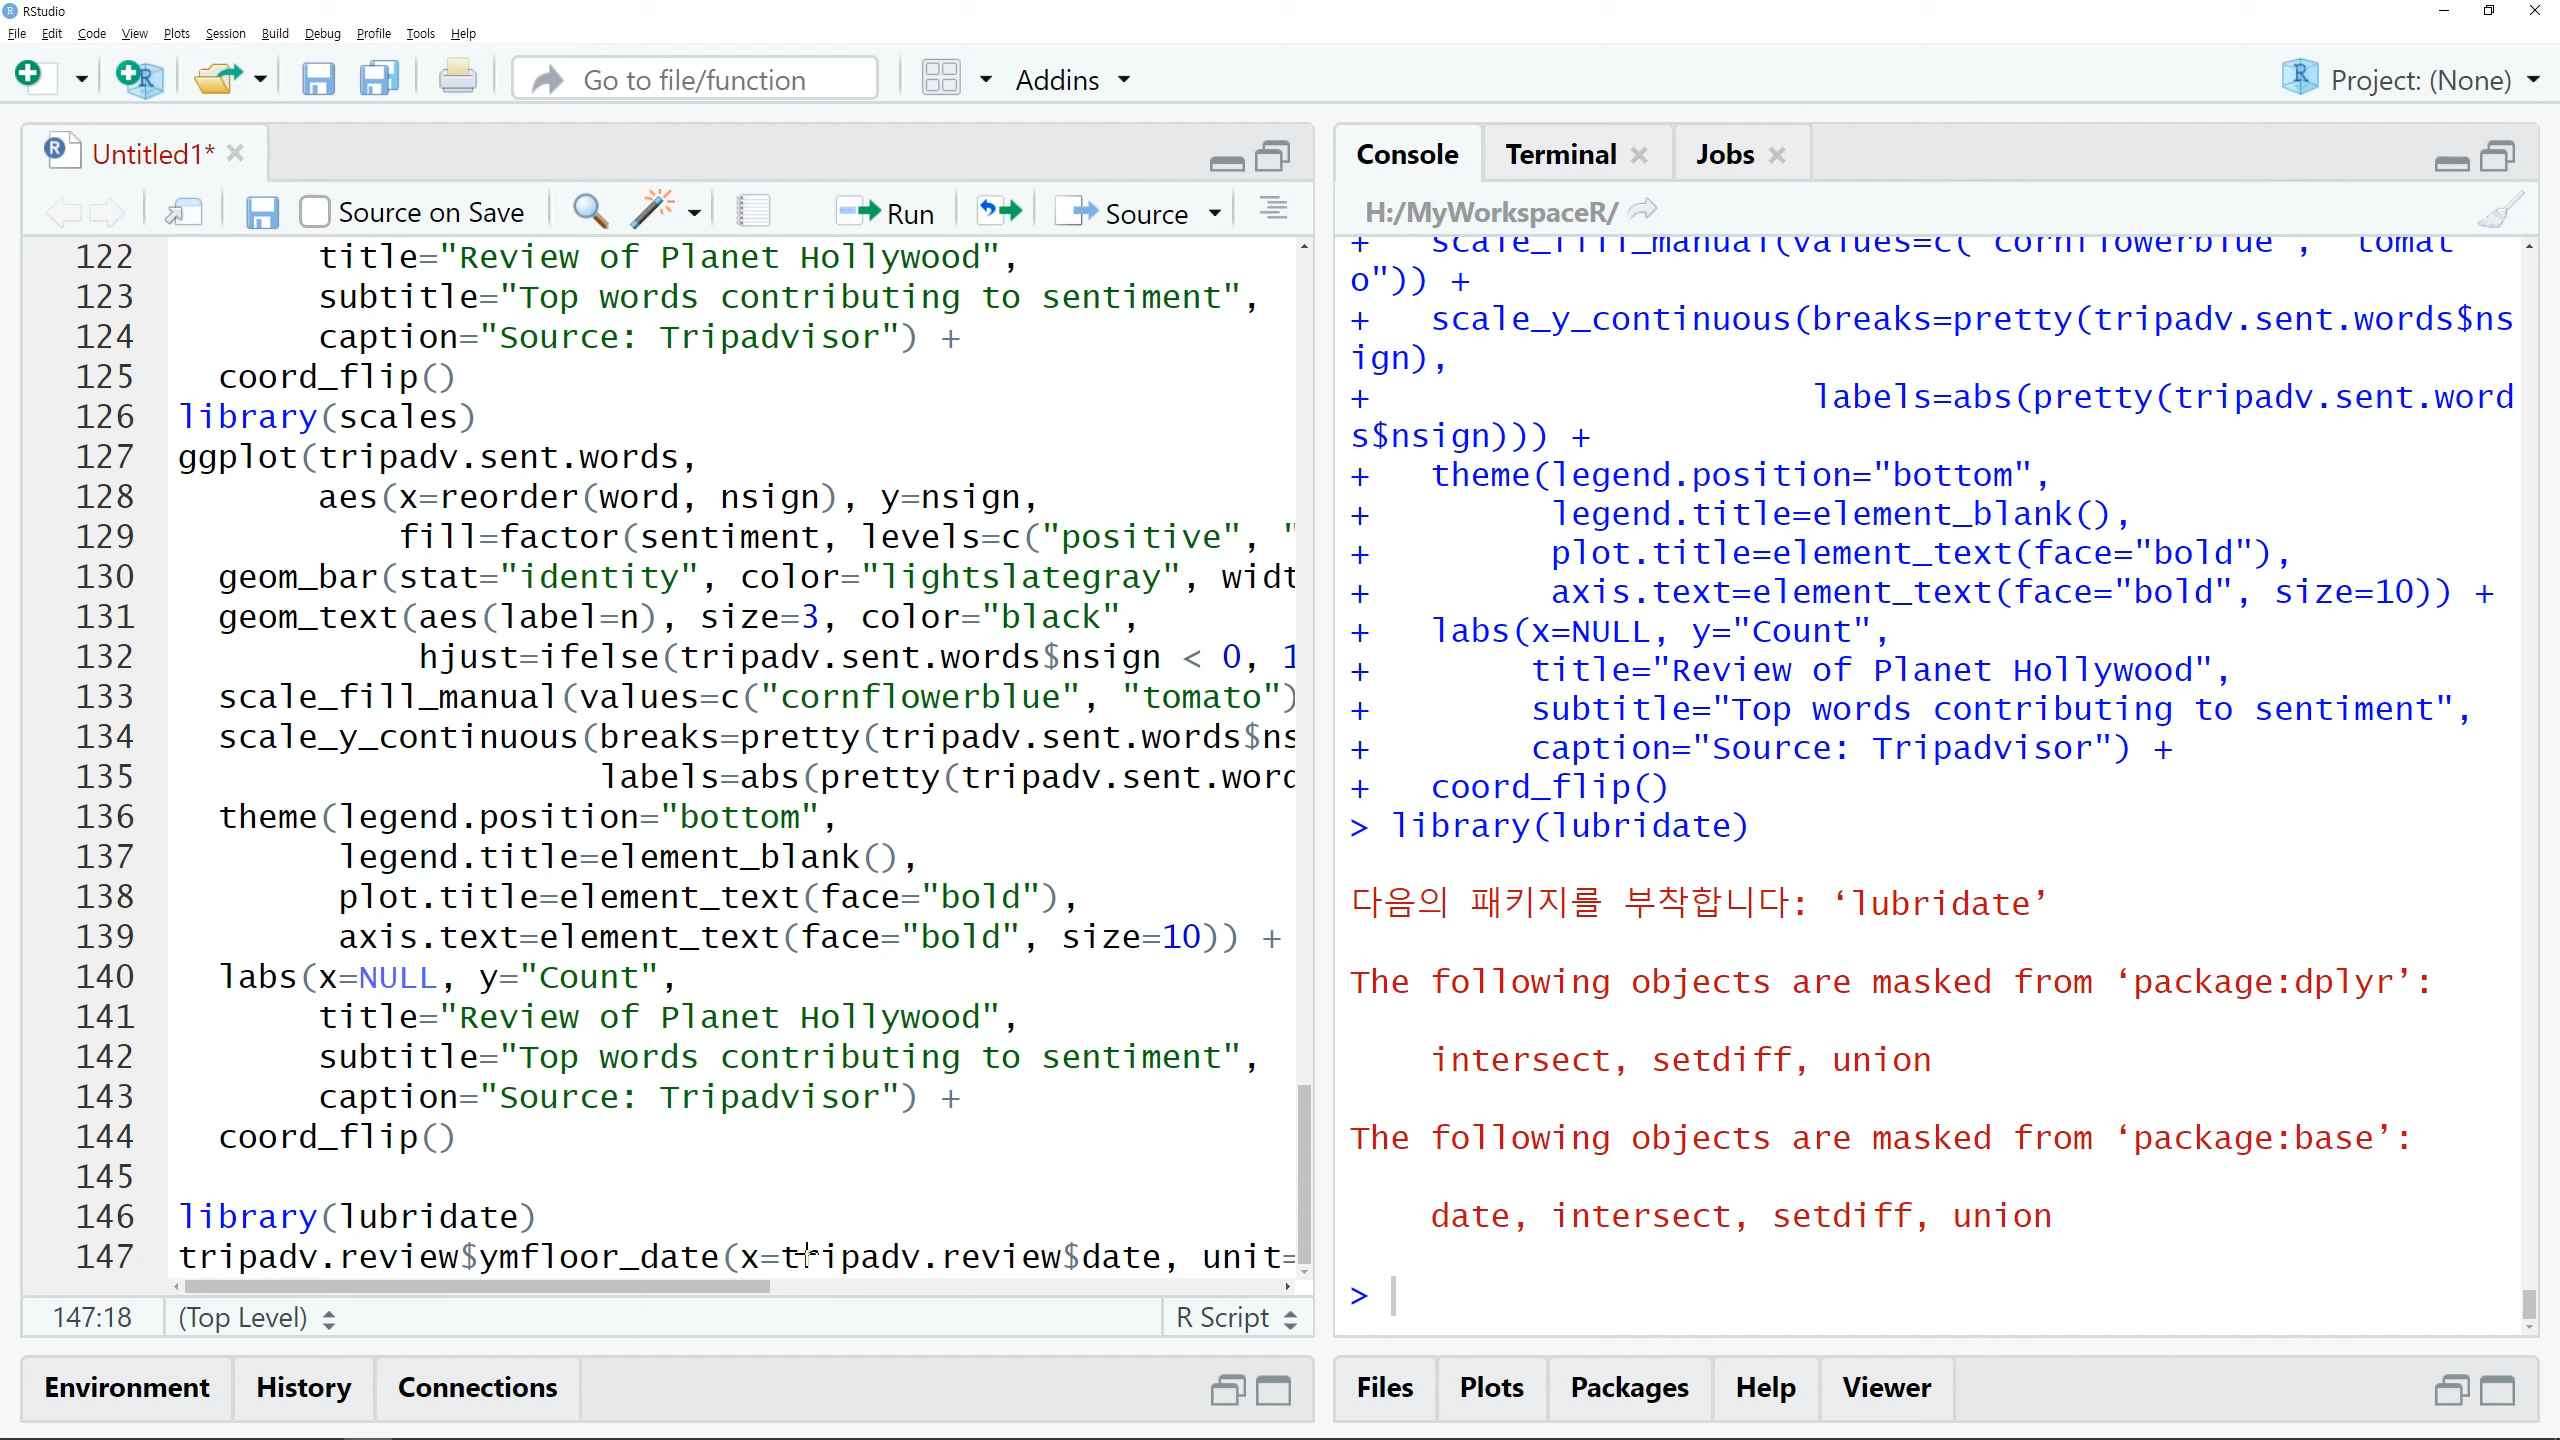 RStudio
File Edit Code View Plots Session Build Debug Profile Tools Help
Go to file/function Addins Project: (None)
Untitled1*
Source on Save Run Source
122 title="Review of Planet Hollywood",
123 subtitle="Top words contributing to sentiment",
124 caption="Source: Tripadvisor") +
125 coord_flip()
126 library(scales)
127 ggplot(tripadv.sent.words,
128 aes(x=reorder(word, nsign), y=nsign,
129 fill=factor(sentiment, levels=c("positive", "
130 geom_bar(stat="identity", color="lightslategray", widt
131 geom_text(aes(label=n), size=3, color="black",
132 hjust=ifelse(tripadv.sent.words$nsign < 0, 1
133 scale_fill_manual(values=c("cornflowerblue", "tomato")
134 scale_y_continuous(breaks=pretty(tripadv.sent.words$ns
135 labels=abs(pretty(tripadv.sent.word
136 theme(legend.position="bottom",
137 legend.title=element_blank(),
138 plot.title=element_text(face="bold"),
139 axis.text=element_text(face="bold", size=10)) +
140 labs(x=NULL, y="Count",
141 title="Review of Planet Hollywood",
142 subtitle="Top words contributing to sentiment",
143 caption="Source: Tripadvisor") +
144 coord_flip()
145
146 library(lubridate)
147 tripadv.review$ymfloor_date(x=tripadv.review$date, unit=
147:18 (Top Level) R Script
Environment History Connections
Console Terminal Jobs
H:/MyWorkspaceR/
+ scale_fill_manual(values=c("cornflowerblue", "tomat
o")) +
+ scale_y_continuous(breaks=pretty(tripadv.sent.words$ns
ign),
+ labels=abs(pretty(tripadv.sent.word
s$nsign))) +
+ theme(legend.position="bottom",
+ legend.title=element_blank(),
+ plot.title=element_text(face="bold"),
+ axis.text=element_text(face="bold", size=10)) +
+ labs(x=NULL, y="Count",
+ title="Review of Planet Hollywood",
+ subtitle="Top words contributing to sentiment",
+ caption="Source: Tripadvisor") +
+ coord_flip()
> library(lubridate)
다음의 패키지를 부착합니다: ‘lubridate’
The following objects are masked from ‘package:dplyr’:
intersect, setdiff, union
The following objects are masked from ‘package:base’:
date, intersect, setdiff, union
>
Files Plots Packages Help Viewer